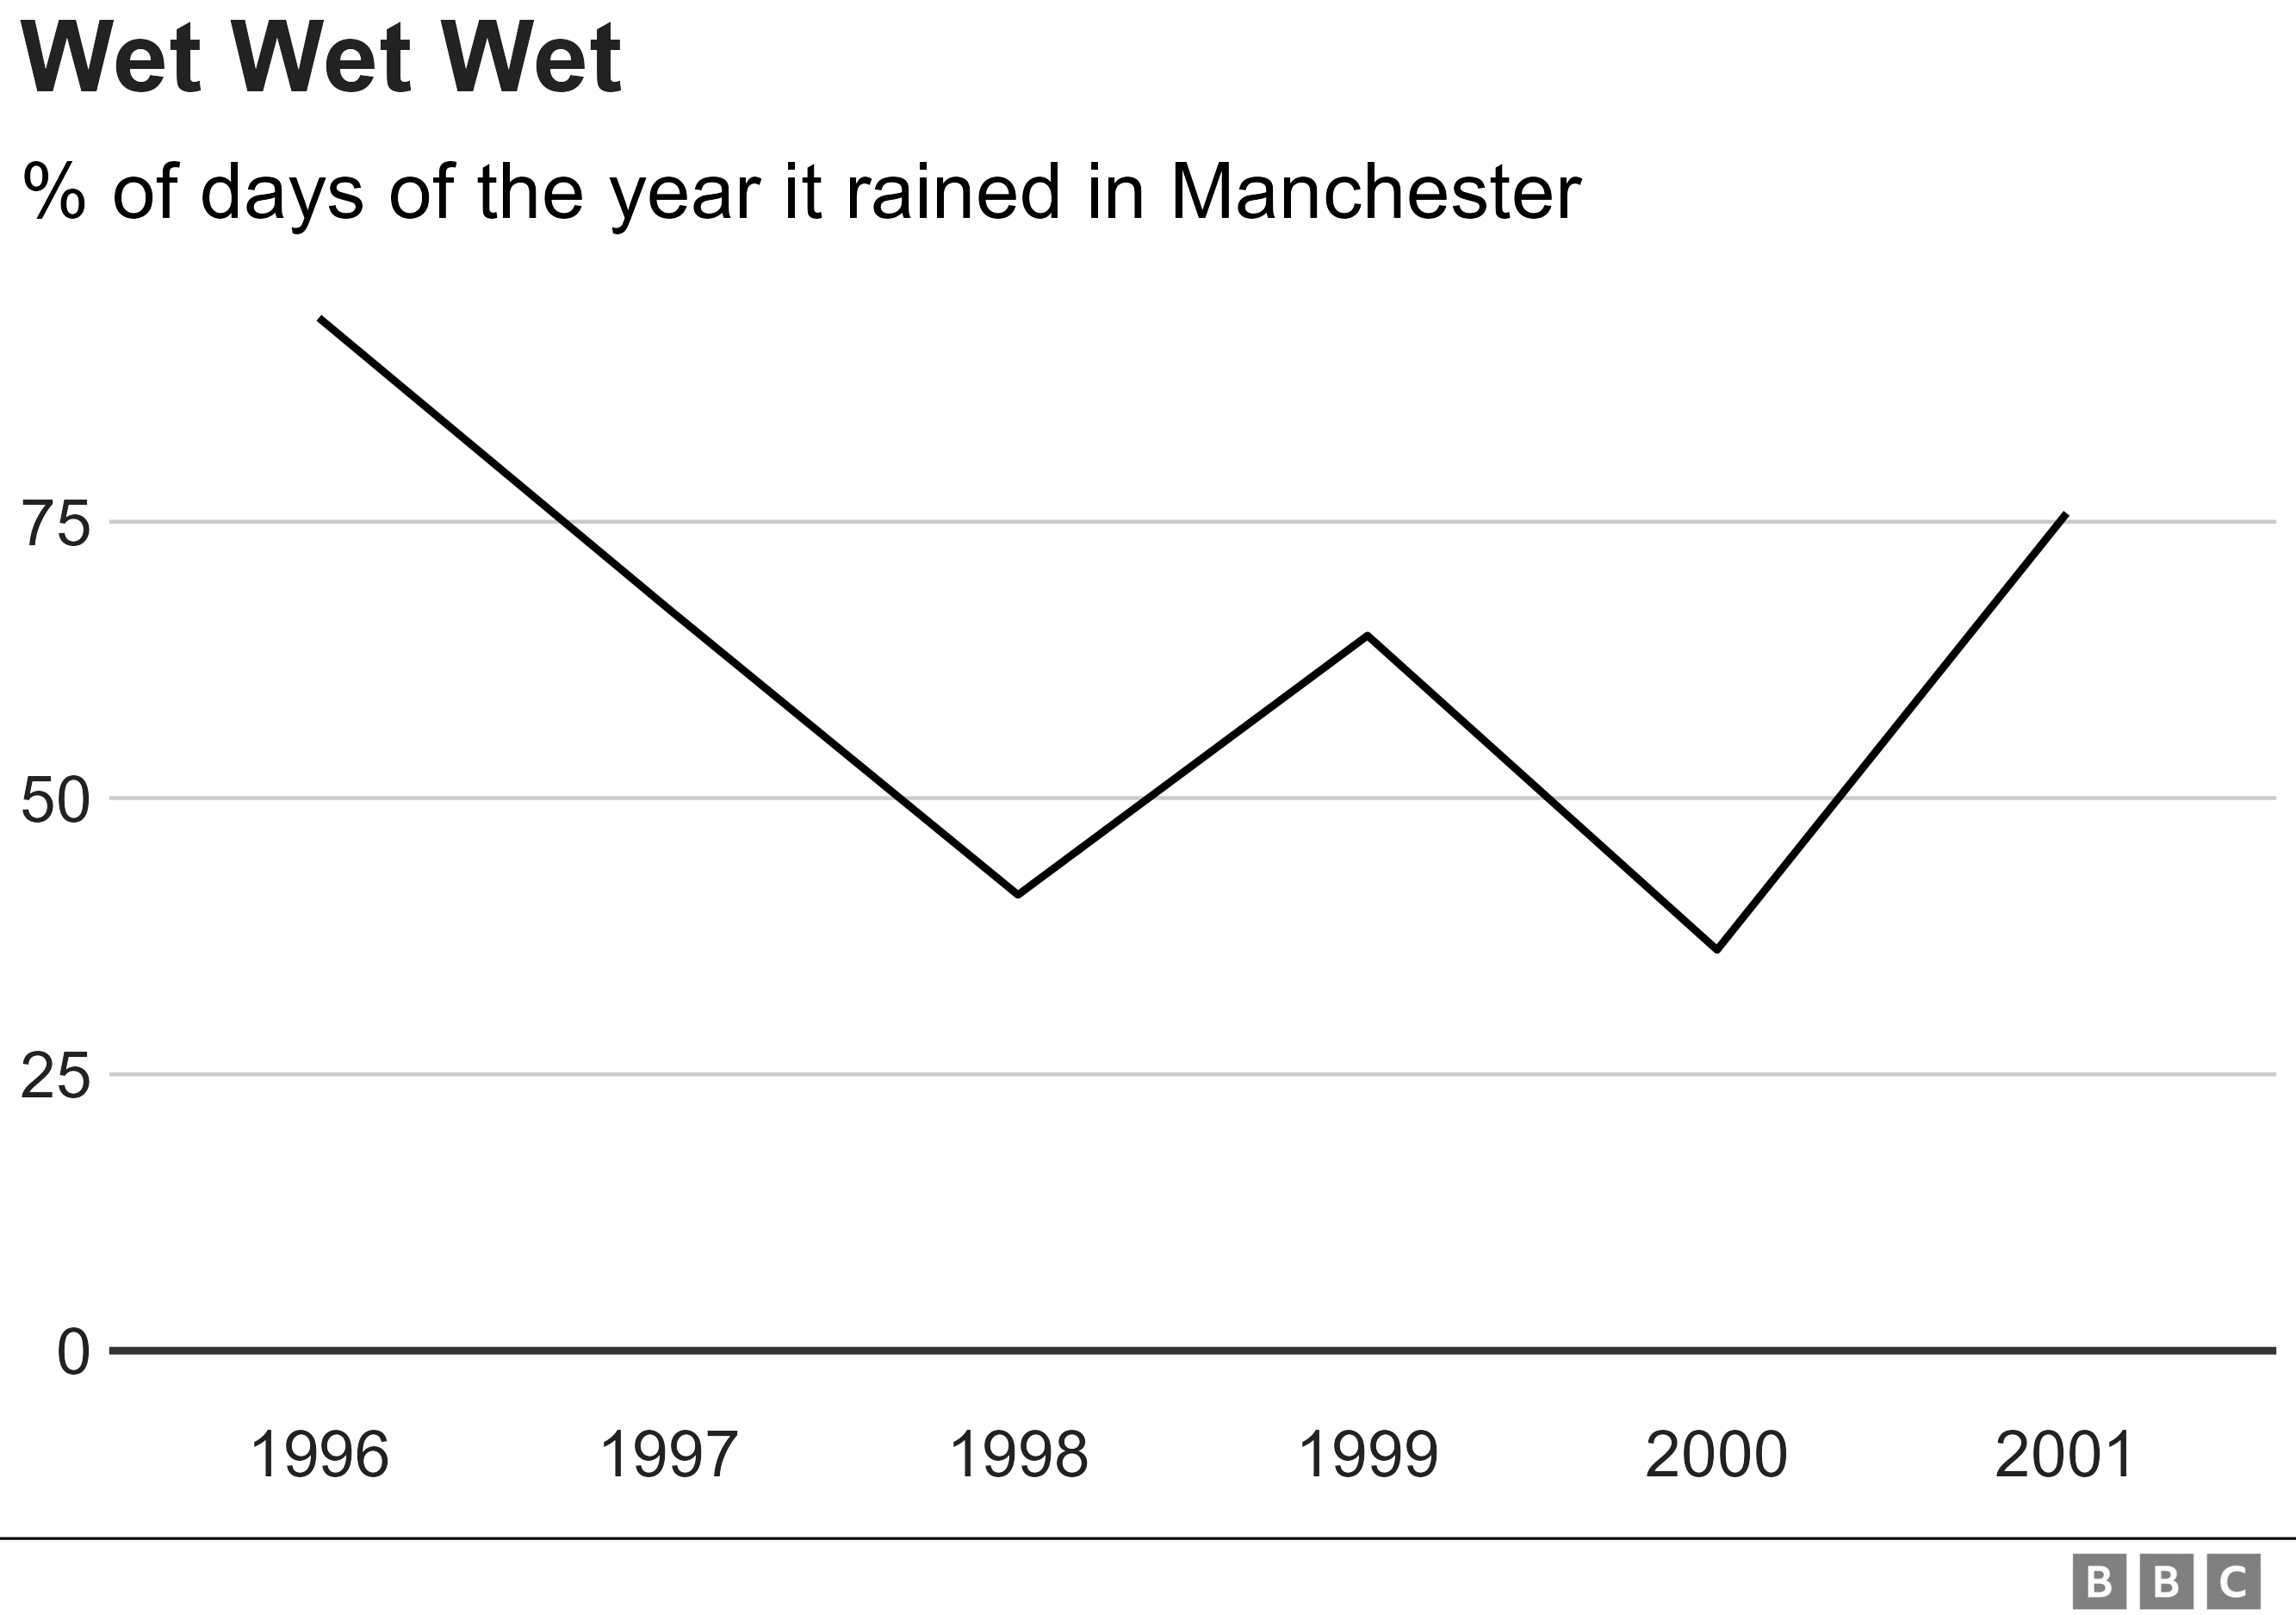 Wet Wet Wet
% of days of the year it rained in Manchester
75
50
25
0
1996 1997 1998 1999 2000 2001
BBC